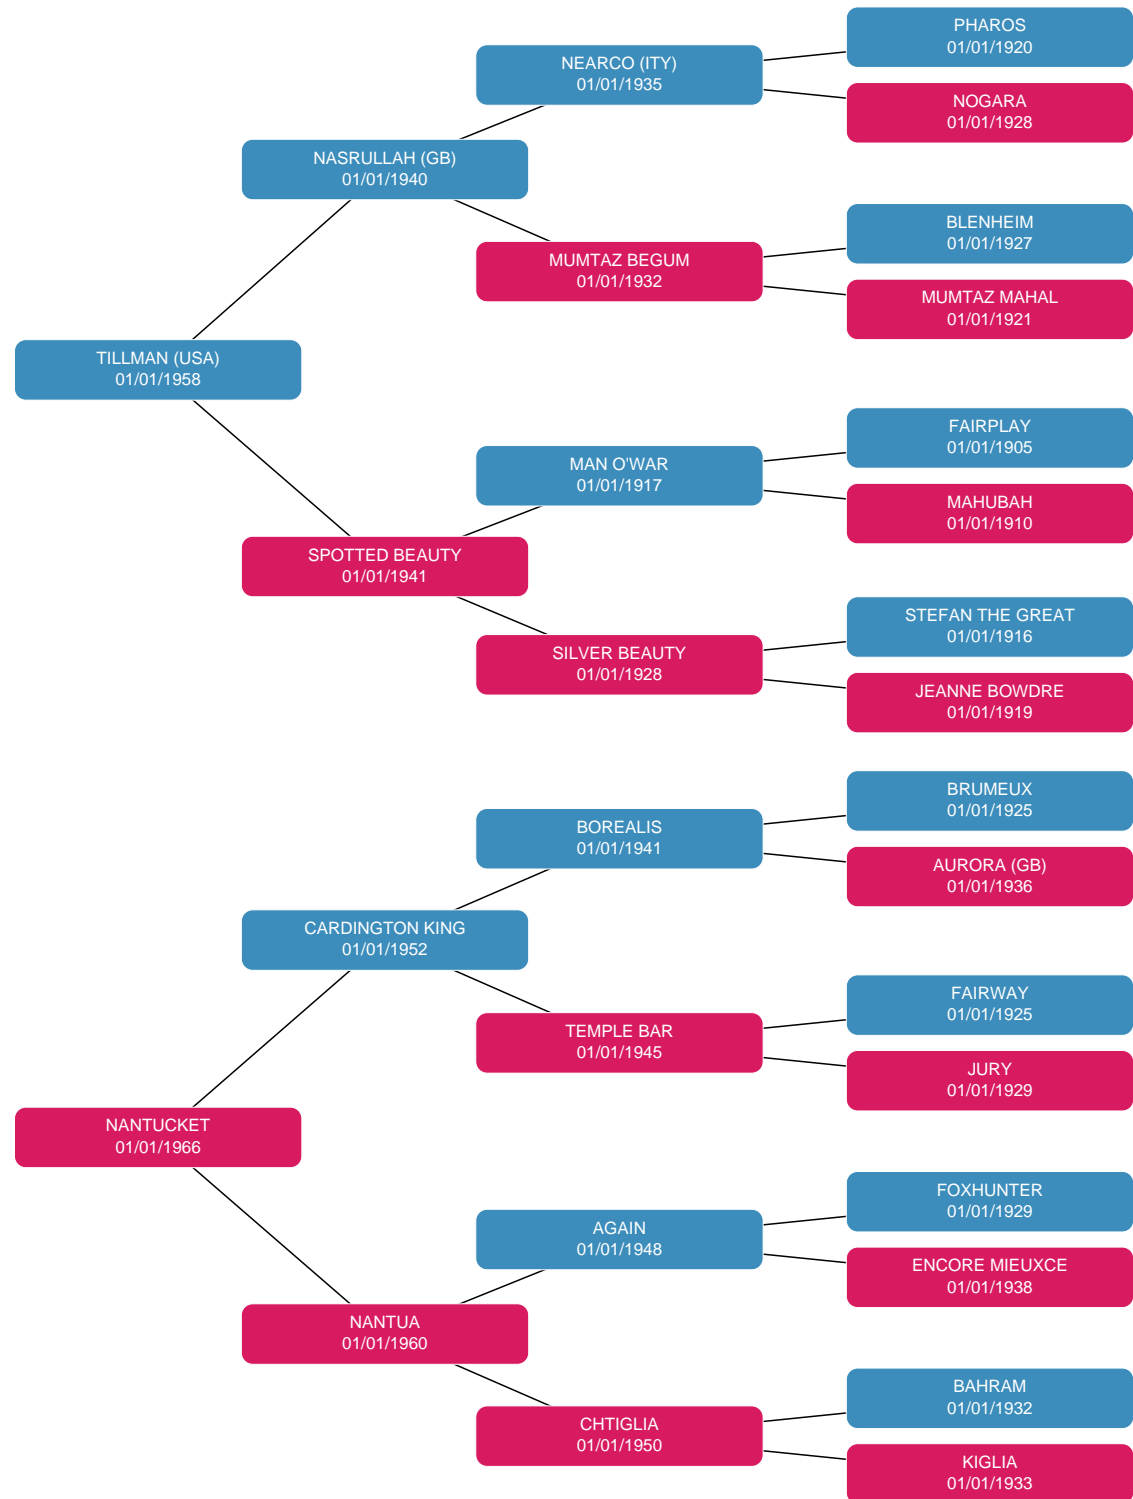 PHAROS
01/01/1920
NEARCO (ITY)
01/01/1935
NOGARA
01/01/1928
NASRULLAH (GB)
01/01/1940
BLENHEIM
01/01/1927
MUMTAZ BEGUM
01/01/1932
MUMTAZ MAHAL
01/01/1921
TILLMAN (USA)
01/01/1958
FAIRPLAY
01/01/1905
MAN O'WAR
01/01/1917
MAHUBAH
01/01/1910
SPOTTED BEAUTY
01/01/1941
STEFAN THE GREAT
01/01/1916
SILVER BEAUTY
01/01/1928
JEANNE BOWDRE
01/01/1919
BRUMEUX
01/01/1925
BOREALIS
01/01/1941
AURORA (GB)
01/01/1936
CARDINGTON KING
01/01/1952
FAIRWAY
01/01/1925
TEMPLE BAR
01/01/1945
JURY
01/01/1929
NANTUCKET
01/01/1966
FOXHUNTER
01/01/1929
AGAIN
01/01/1948
ENCORE MIEUXCE
01/01/1938
NANTUA
01/01/1960
BAHRAM
01/01/1932
CHTIGLIA
01/01/1950
KIGLIA
01/01/1933